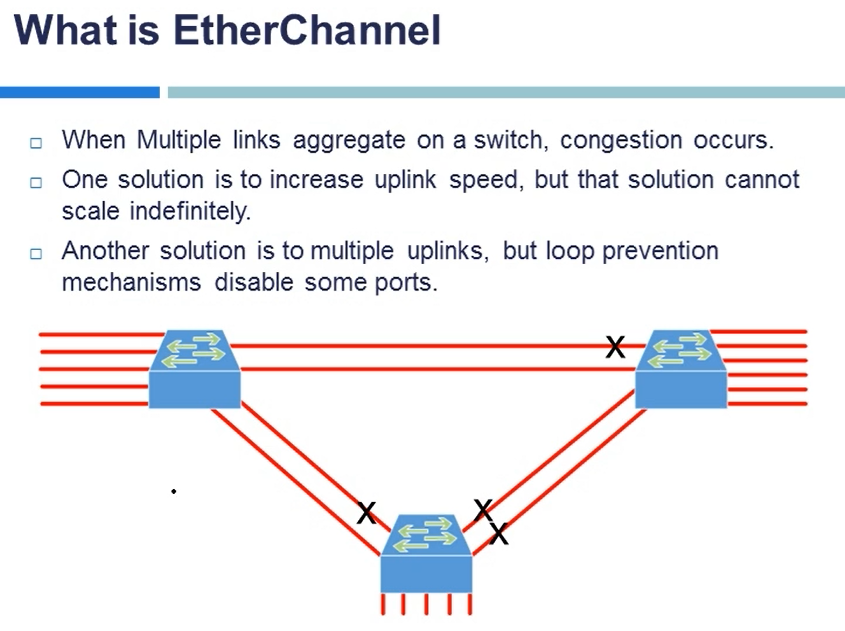 What is EtherChannel
When Multiple links aggregate on a switch, congestion occurs.
One solution is to increase uplink speed, but that solution cannot
scale indefinitely.
Another solution is to multiple uplinks, but loop prevention
mechanisms disable some ports.
X
X
X
X